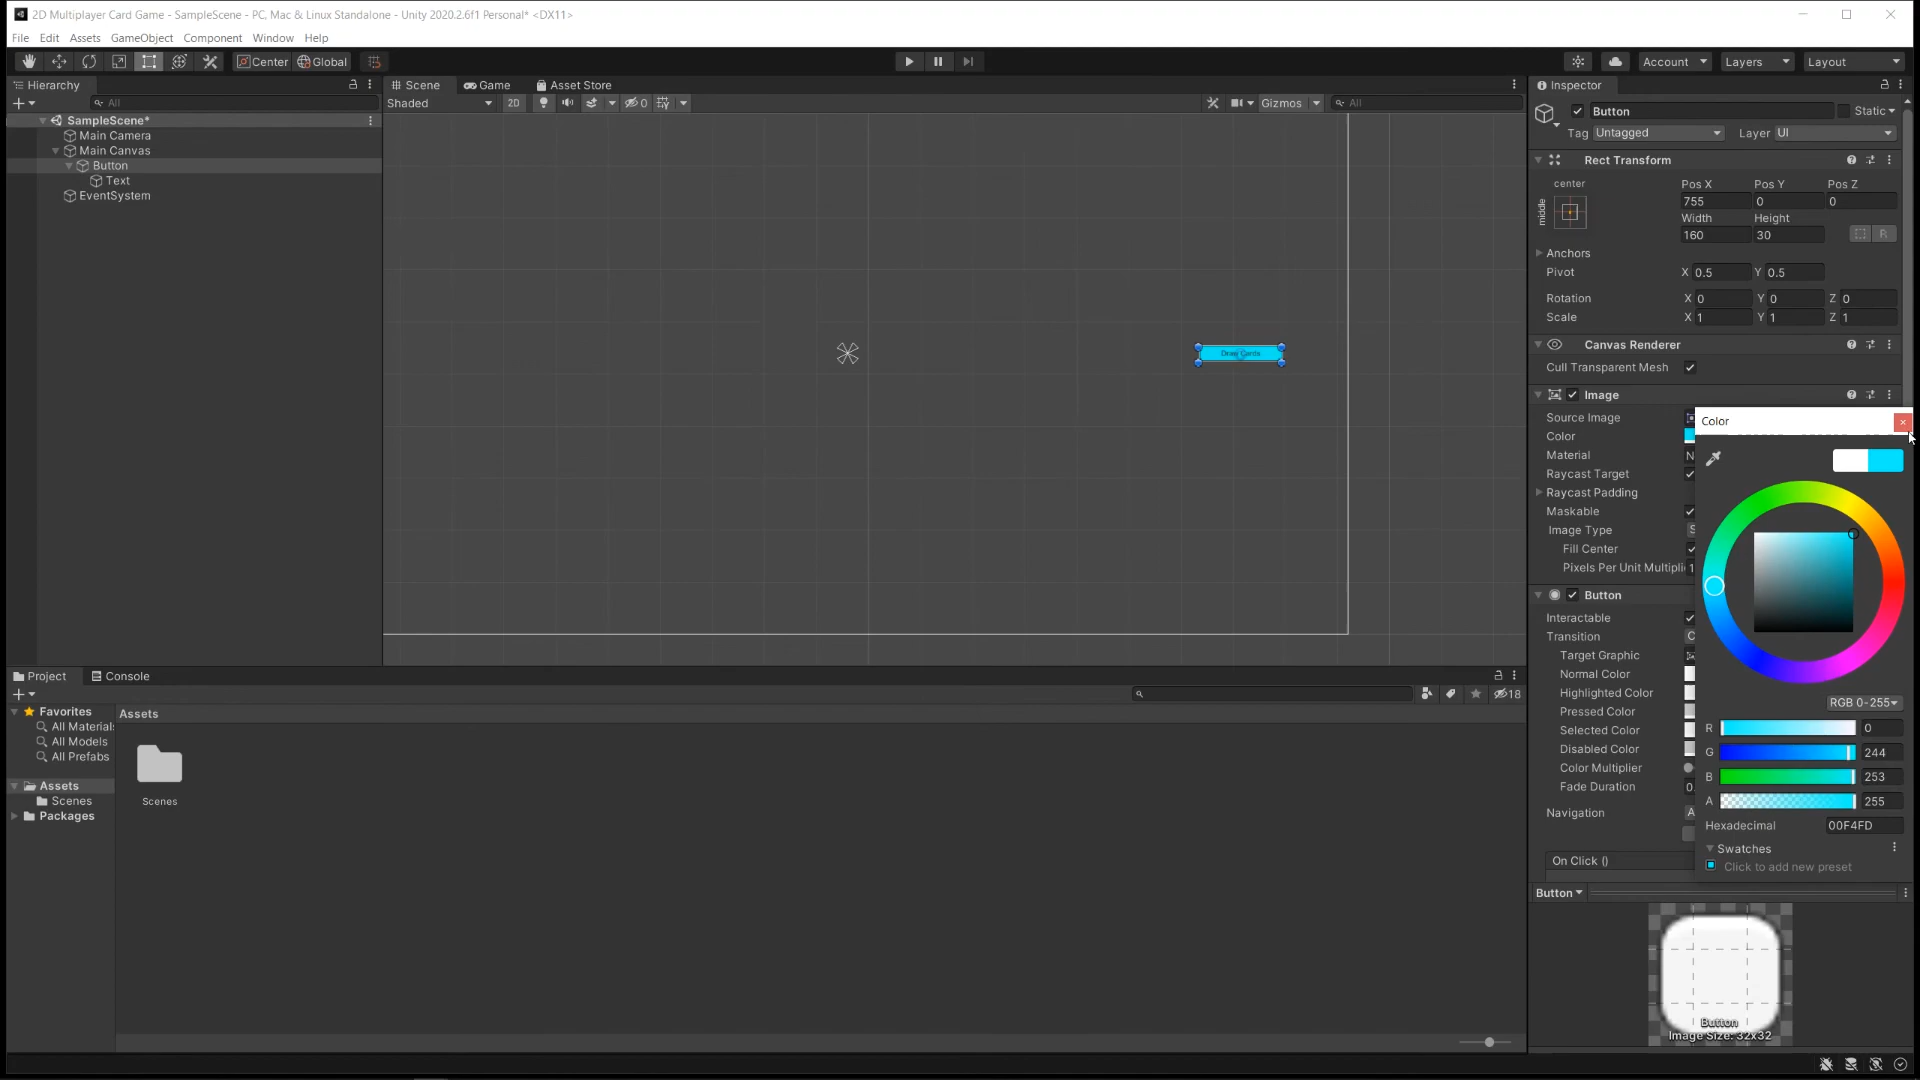 2D Multiplayer Card Game - SampleScene - PC, Mac & Linux Standalone - Unity 2020.2.6f1 Personal* <DX11>
File Edit Assets GameObject Component Window Help
Center Global Account Layers Layout
Hierarchy Scene Game Asset Store Inspector
All Shaded 2D 0 Gizmos All
Button Static
Tag Untagged Layer UI
SampleScene*
Main Camera
Main Canvas
Button
Text
EventSystem
Draw Cards
Rect Transform
center Pos X Pos Y Pos Z
middle 755 0 0
Width Height
160 30 R
Anchors
Pivot X 0.5 Y 0.5
Rotation X 0 Y 0 Z 0
Scale X 1 Y 1 Z 1
Canvas Renderer
Cull Transparent Mesh
Image
Source Image
Color
Material N
Raycast Target
Raycast Padding
Maskable
Image Type S
Fill Center
Pixels Per Unit Multiplie 1
Button
Interactable
Transition C
Target Graphic
Normal Color
Highlighted Color
Pressed Color
Selected Color
Disabled Color
Color Multiplier
Fade Duration 0.
Navigation A
On Click ()
Color
RGB 0-255
R 0
G 244
B 253
A 255
Hexadecimal 00F4FD
Swatches
Click to add new preset
Button
Button
Image Size: 32x32
Project Console
18
Favorites
All Materials
All Models
All Prefabs
Assets
Scenes
Packages
Assets
Scenes